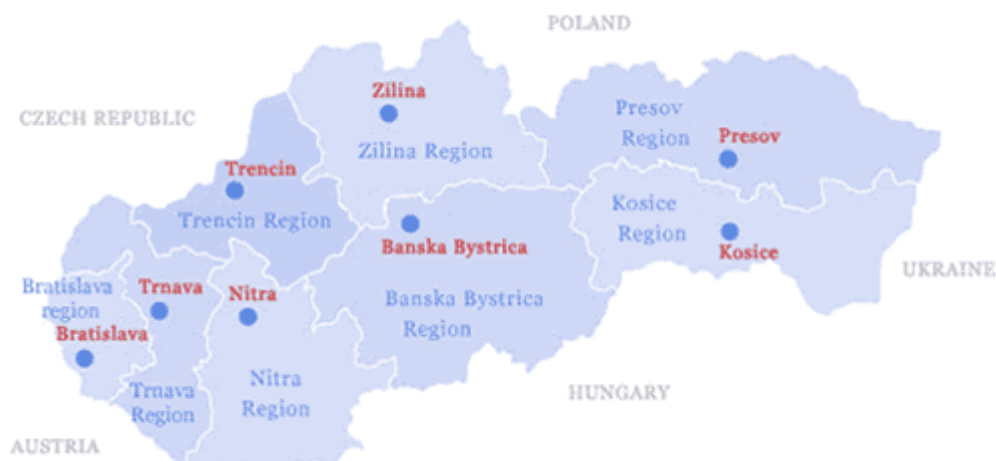 POLAND
CZECH REPUBLIC
Zilina
Zilina Region
Presov
Region
Presov
Trencin
Trencin Region
Kosice
Region
Kosice
Banska Bystrica
Banska Bystrica
Region
UKRAINE
Bratislava
region
Bratislava
Trnava
Nitra
Trnava
Region
Nitra
Region
HUNGARY
AUSTRIA